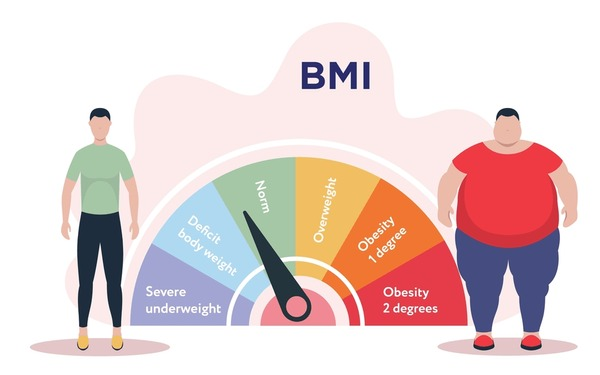 BMI
Severe
underweight
Deficit
body weight
Norm
Overweight
Obesity
1 degree
Obesity
2 degrees